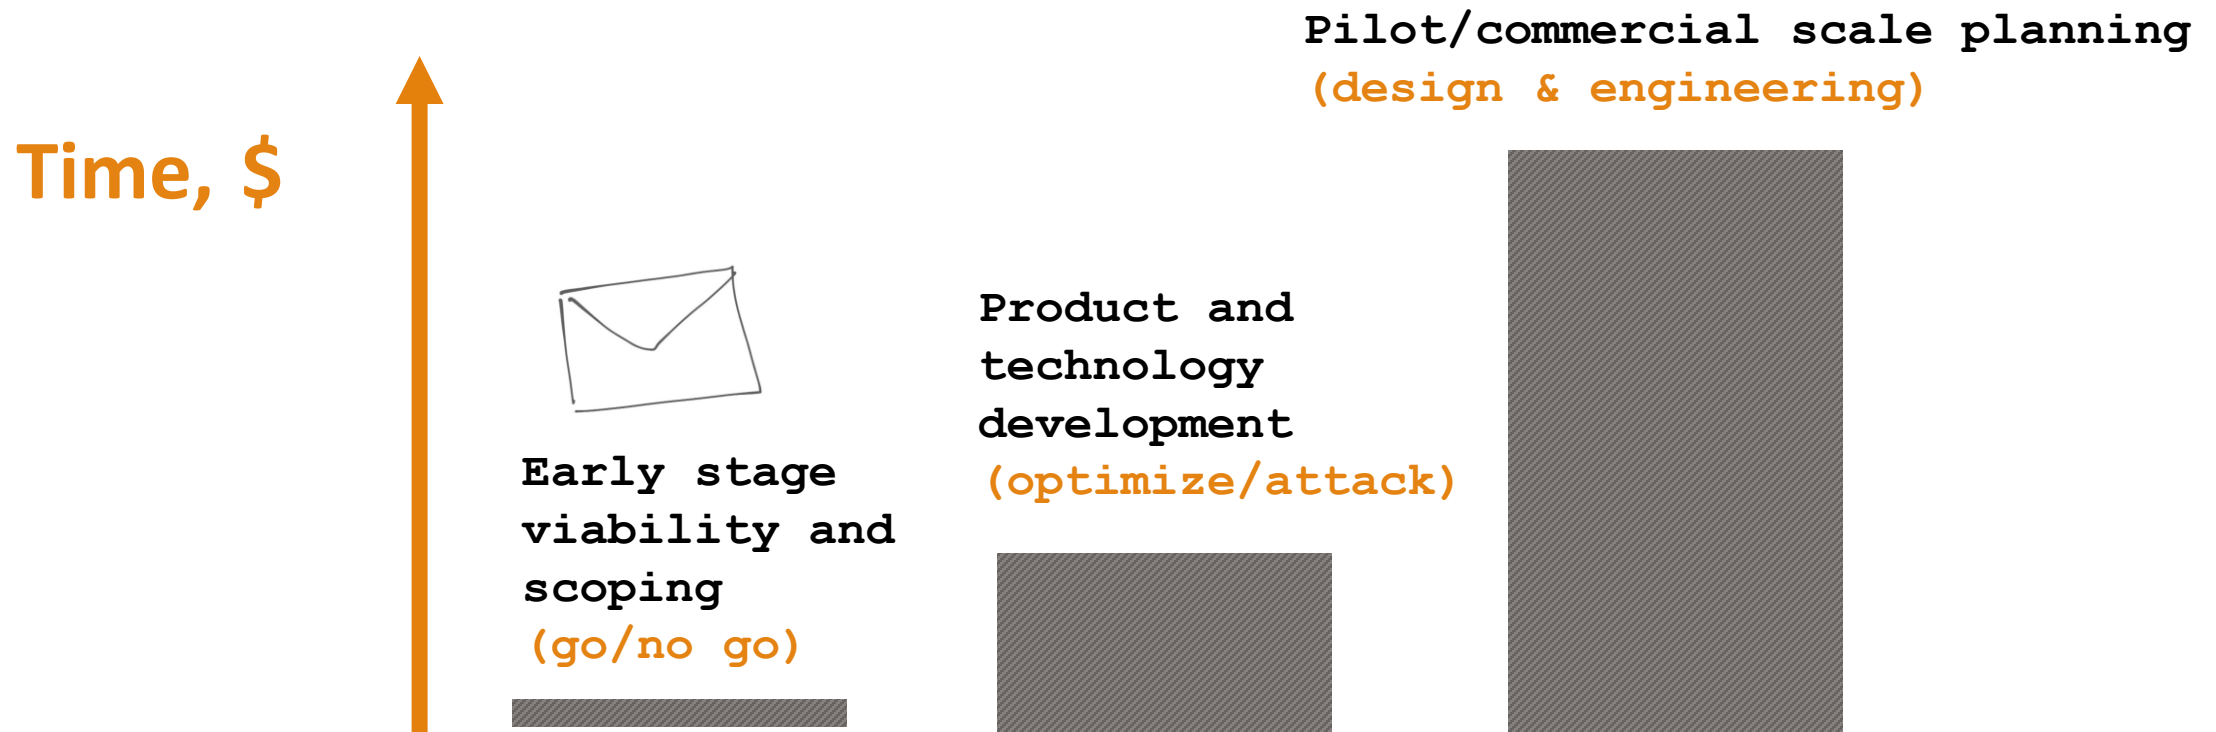 Time, $
Early stage
viability and
scoping
(go/no go)
Product and
technology
development
(optimize/attack)
Pilot/commercial scale planning
(design & engineering)